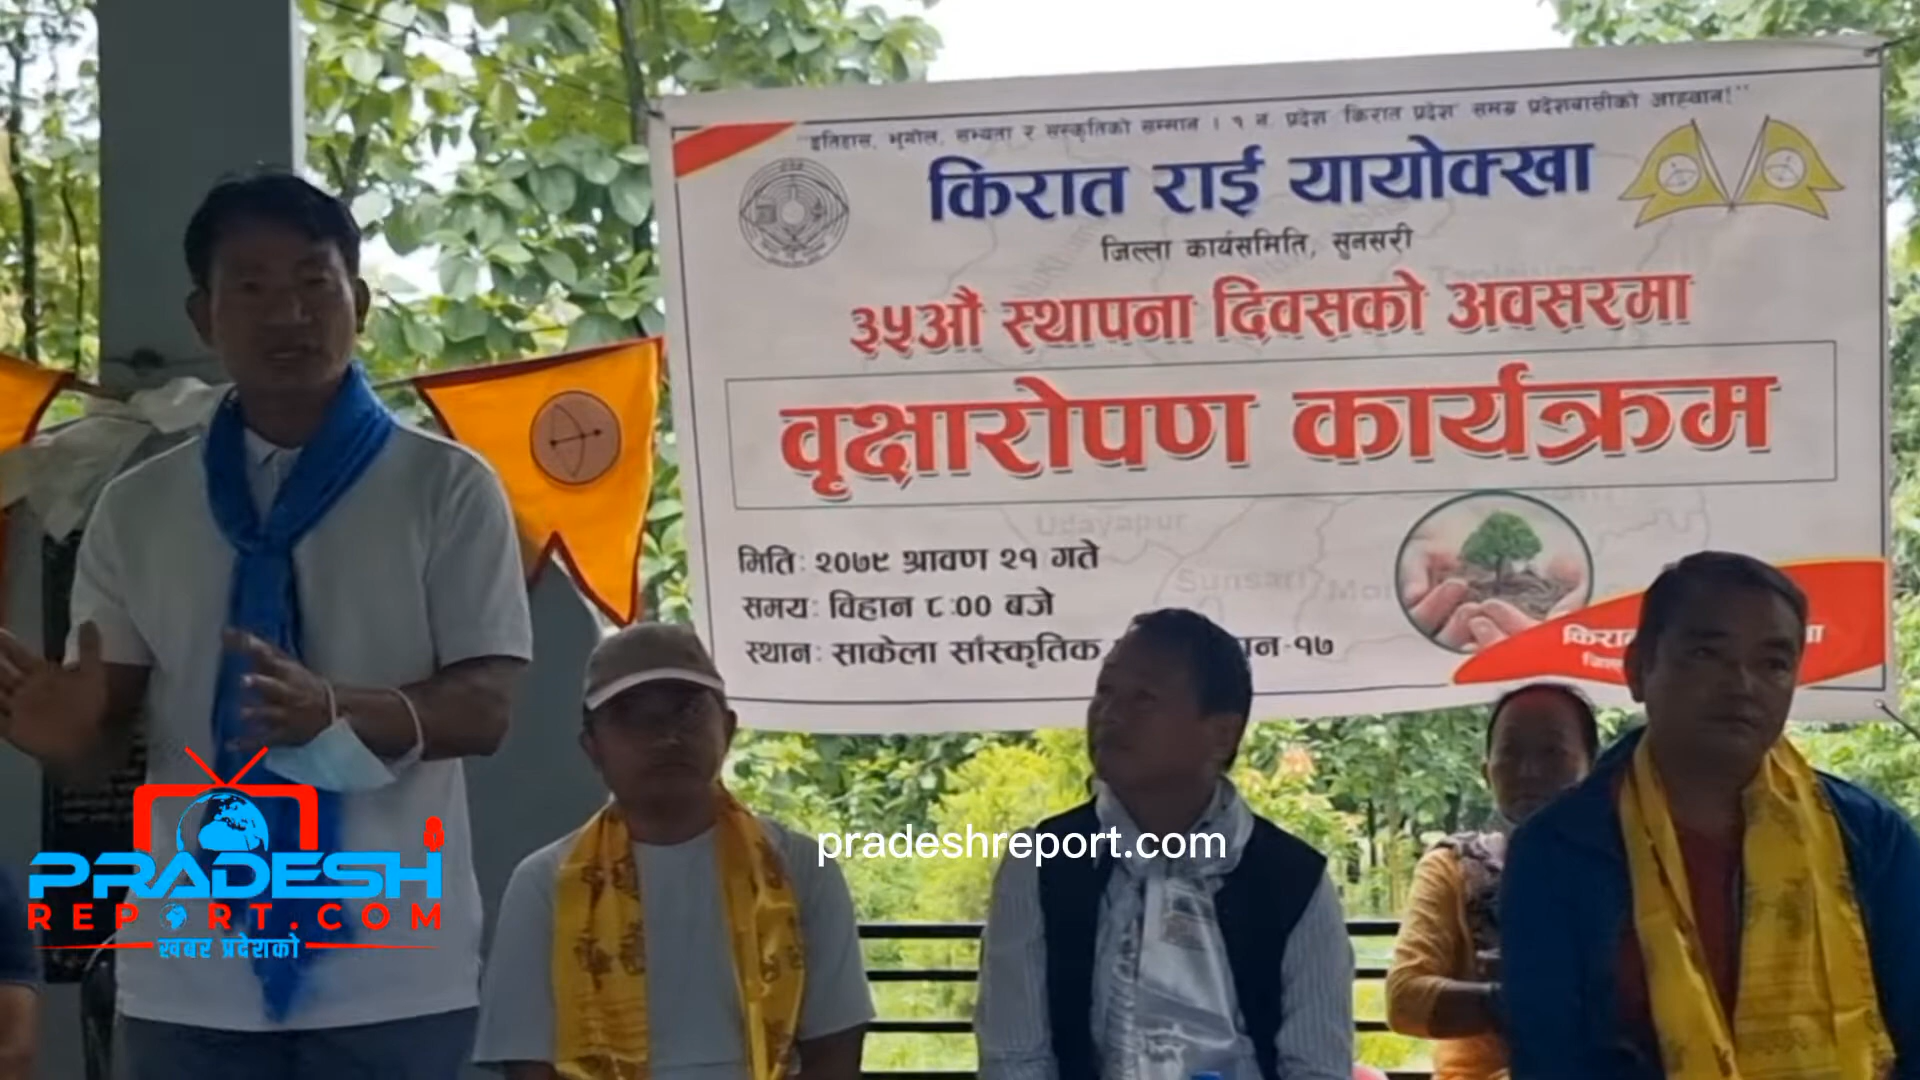 "इतिहास, भूगोल, सभ्यता र संस्कृतिको सम्मान । १ नं. प्रदेश 'किरात प्रदेश' समग्र प्रदेशवासीको आह्वान!"
किरात राई यायोक्खा
जिल्ला कार्यसमिति, सुनसरी
३५औं स्थापना दिवसको अवसरमा
वृक्षारोपण कार्यक्रम
Udayapur
Sunsari
मिति: २०७९ श्रावण २१ गते
समय: विहान ८:०० बजे
स्थान: साकेला साँस्कृतिक
-१७
PRADESH
REPORT.COM
खबर प्रदेशको
pradeshreport.com